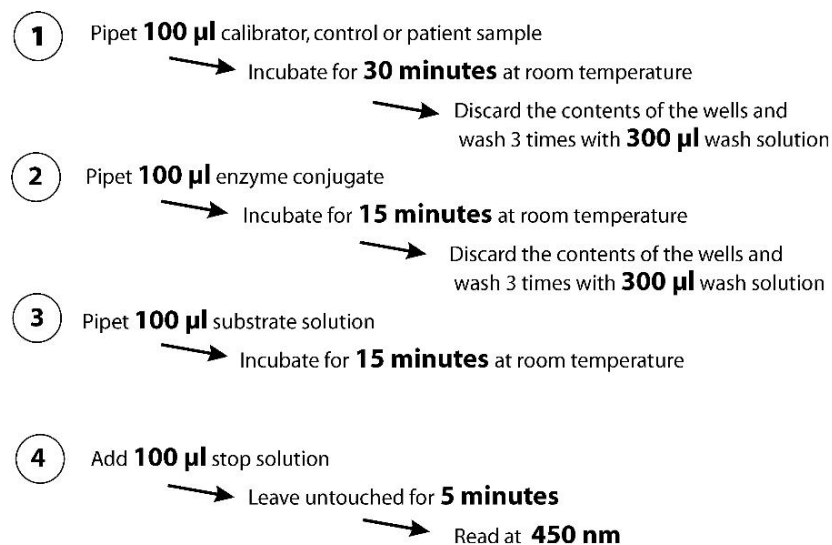 1 Pipet 100 µl calibrator, control or patient sample
Incubate for 30 minutes at room temperature
Discard the contents of the wells and
wash 3 times with 300 µl wash solution
2 Pipet 100 µl enzyme conjugate
Incubate for 15 minutes at room temperature
Discard the contents of the wells and
wash 3 times with 300 µl wash solution
3 Pipet 100 µl substrate solution
Incubate for 15 minutes at room temperature
4 Add 100 µl stop solution
Leave untouched for 5 minutes
Read at 450 nm